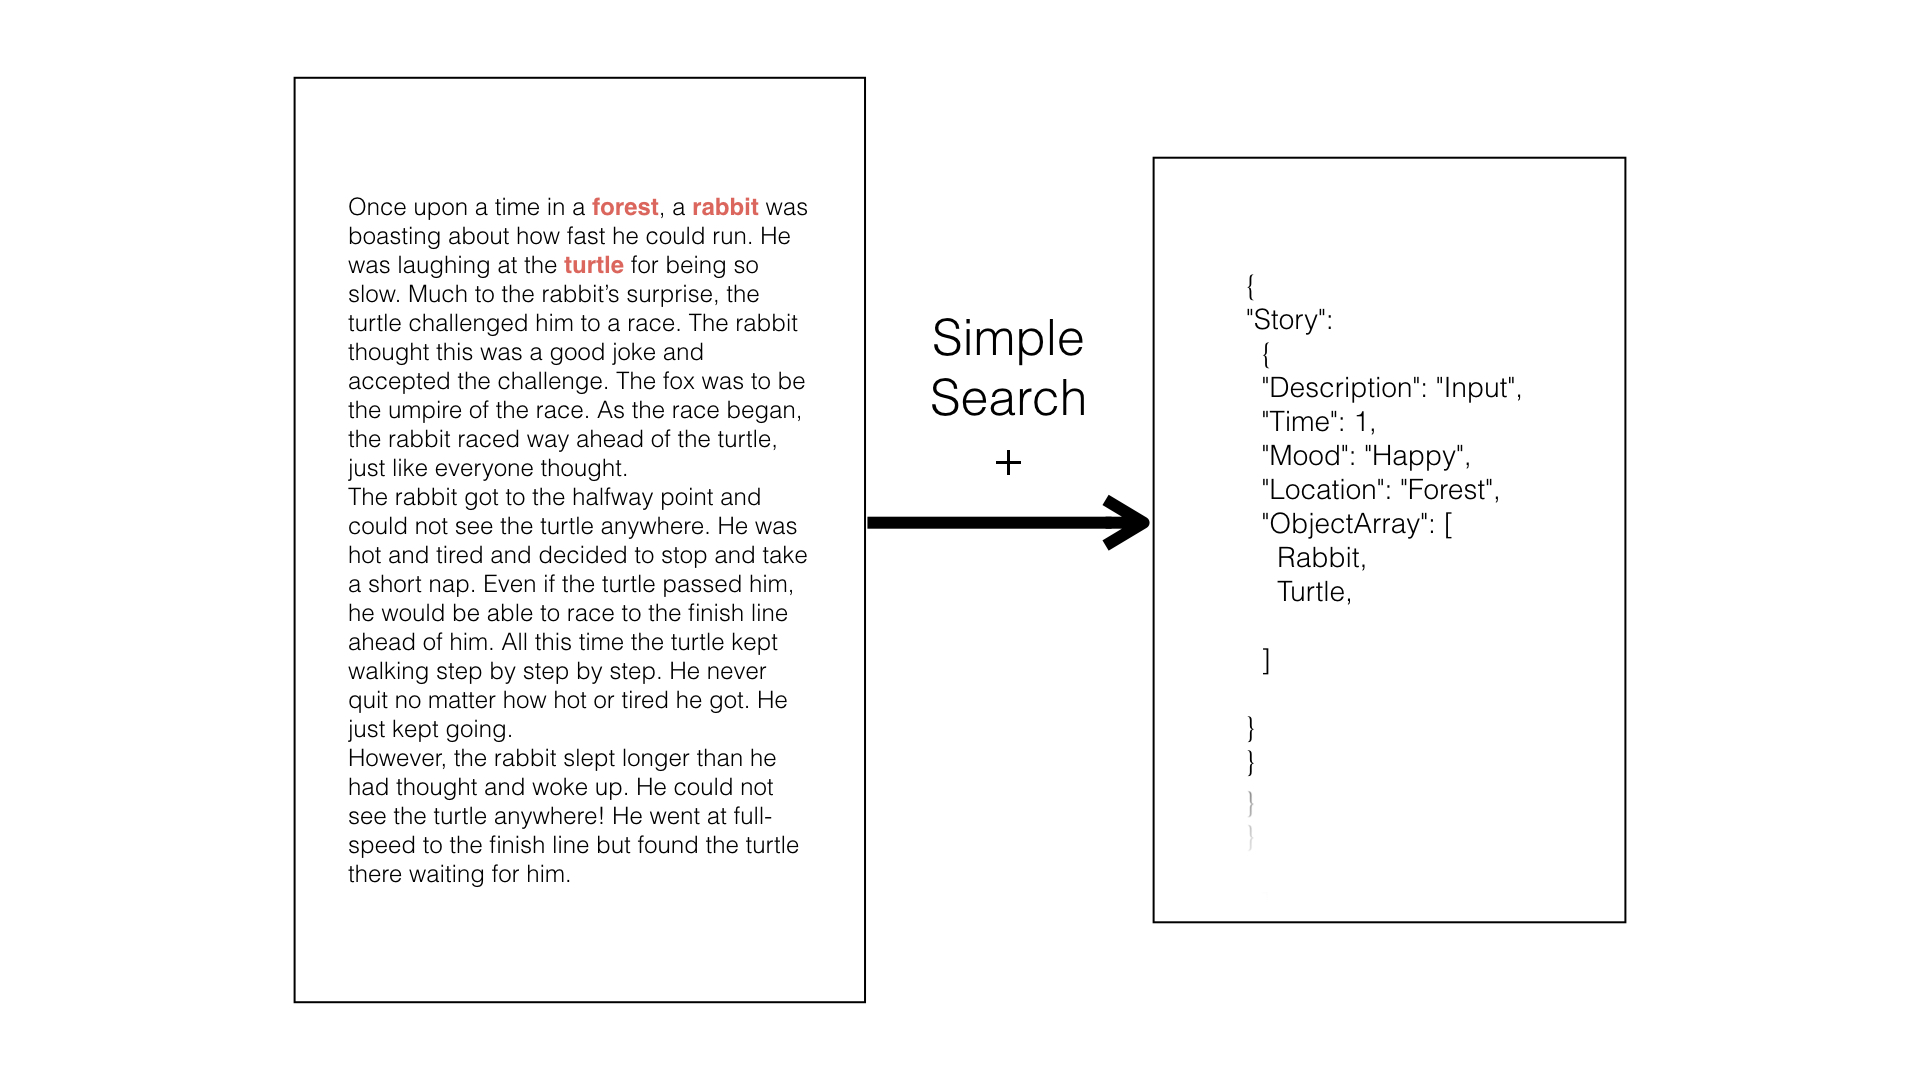 Once upon a time in a forest, a rabbit was
boasting about how fast he could run. He
was laughing at the turtle for being so
slow. Much to the rabbit’s surprise, the
turtle challenged him to a race. The rabbit
thought this was a good joke and
accepted the challenge. The fox was to be
the umpire of the race. As the race began,
the rabbit raced way ahead of the turtle,
just like everyone thought.
The rabbit got to the halfway point and
could not see the turtle anywhere. He was
hot and tired and decided to stop and take
a short nap. Even if the turtle passed him,
he would be able to race to the finish line
ahead of him. All this time the turtle kept
walking step by step by step. He never
quit no matter how hot or tired he got. He
just kept going.
However, the rabbit slept longer than he
had thought and woke up. He could not
see the turtle anywhere! He went at full-
speed to the finish line but found the turtle
there waiting for him.
Simple
Search
+
{
"Story":
{
"Description": "Input",
"Time": 1,
"Mood": "Happy",
"Location": "Forest",
"ObjectArray": [
Rabbit,
Turtle,
]
}
}
}
}